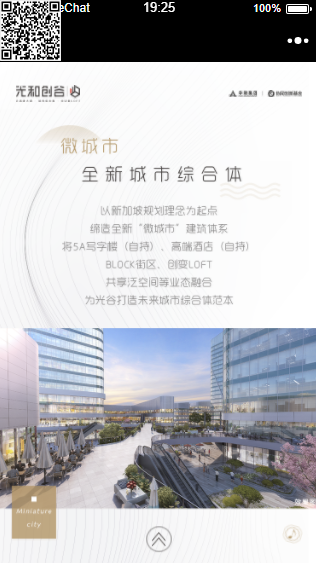 eChat
19:25
100%
光和创谷
微城市
全新城市综合体
以新加坡规划理念为起点
缔造全新“微城市”建筑体系
将5A写字楼（自持）、高端酒店（自持）
BLOCK街区、创变LOFT
共享泛空间等业态融合
为光谷打造未来城市综合体范本
Miniature
city